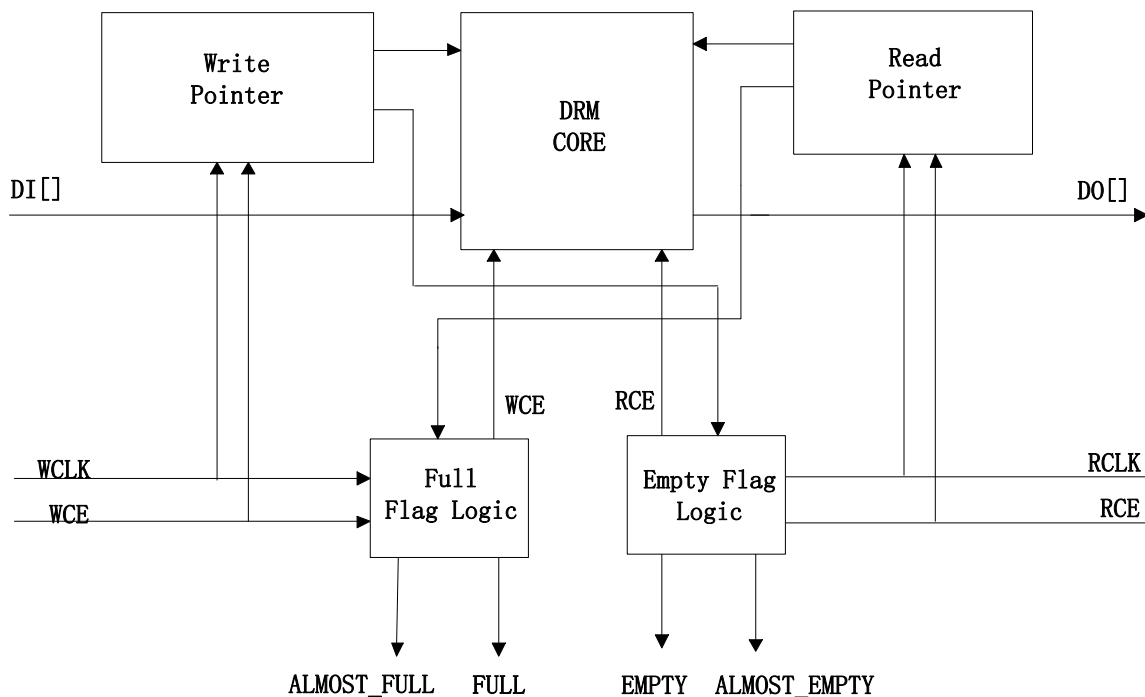 Write
Pointer
DRM
CORE
Read
Pointer
DI[]
DO[]
WCE
RCE
WCLK
WCE
Full
Flag Logic
Empty Flag
Logic
RCLK
RCE
ALMOST_FULL
FULL
EMPTY
ALMOST_EMPTY